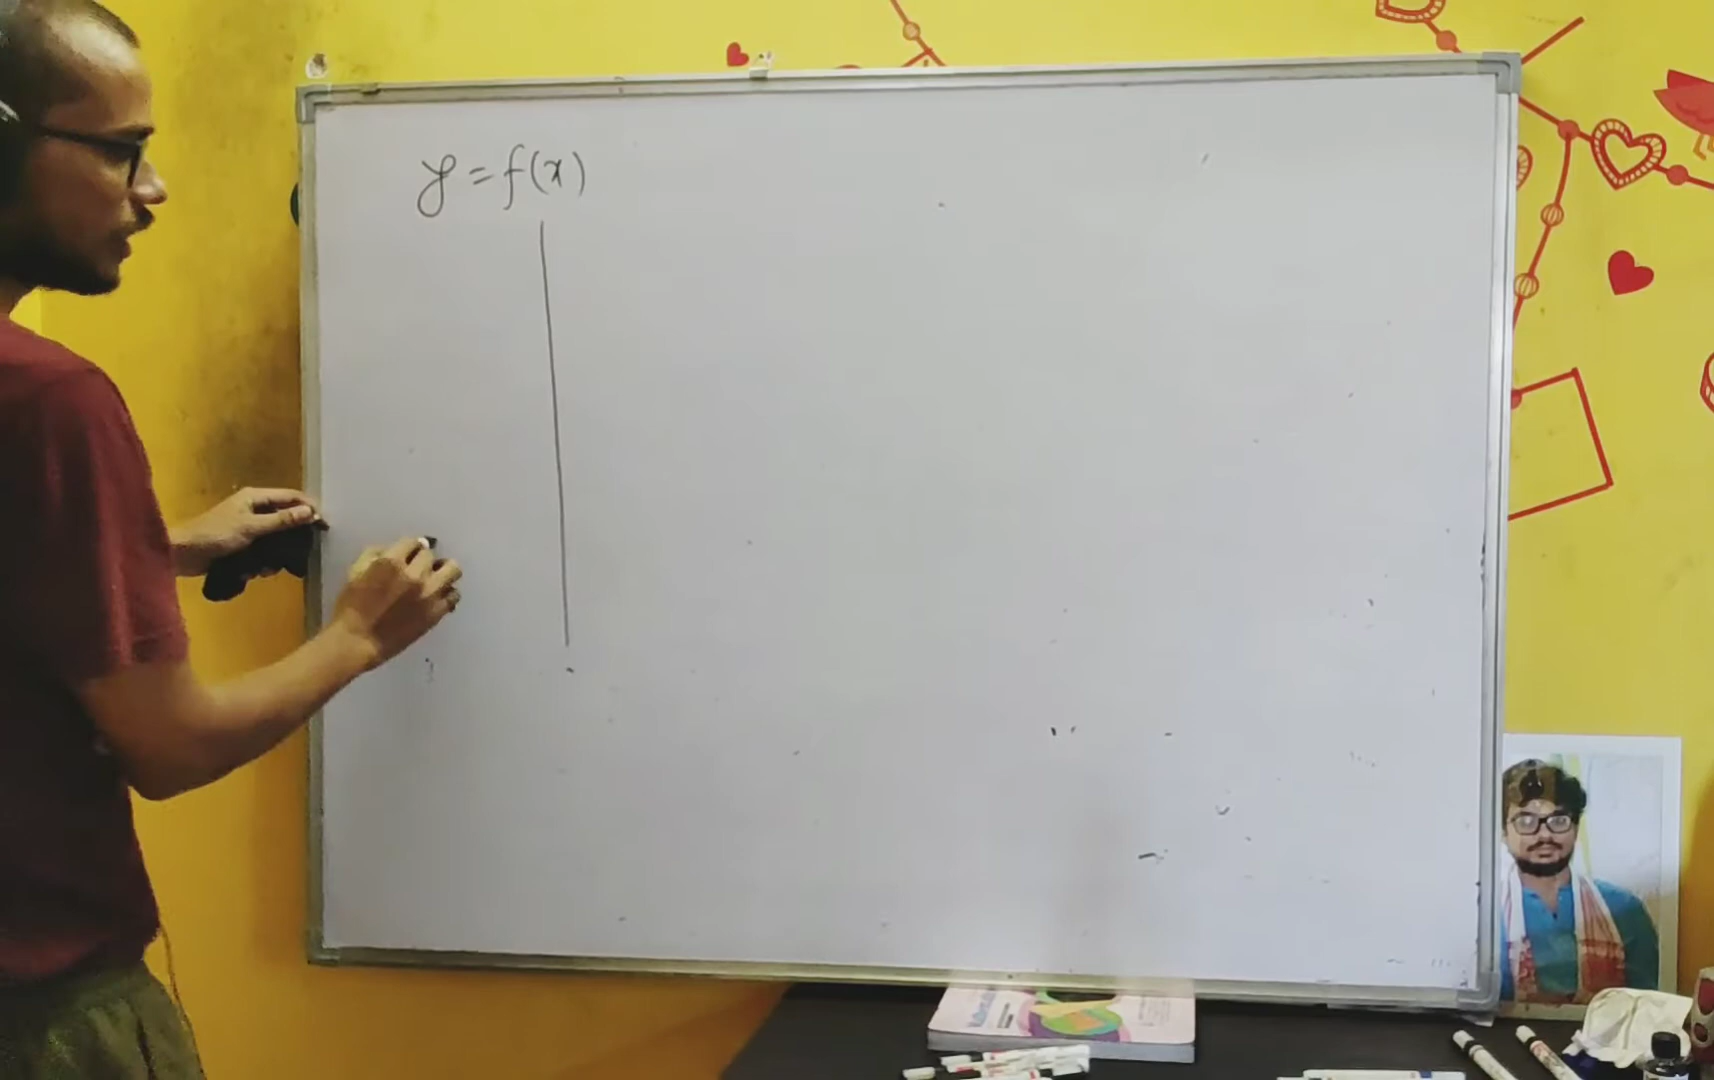 y = f(x)